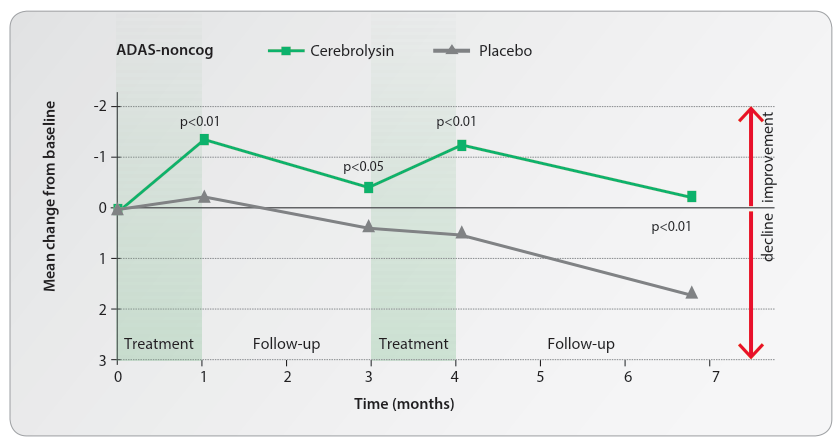 ADAS-noncog Cerebrolysin Placebo
Mean change from baseline
-2
-1
0
1
2
3
p<0.01
p<0.05
p<0.01
p<0.01
improvement
decline
Treatment Follow-up Treatment Follow-up
0 1 2 3 4 5 6 7
Time (months)